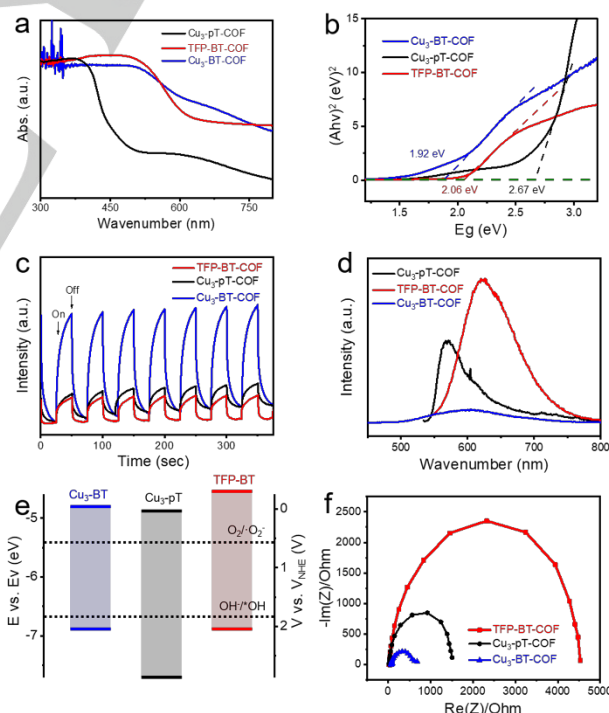 a
Cu₃-pT-COF
TFP-BT-COF
Cu₃-BT-COF
Abs. (a.u.)
300 450 600 750
Wavenumber (nm)
b
Cu₃-BT-COF
Cu₃-pT-COF
TFP-BT-COF
(Ahv)² (eV)²
15
10
5
0
1.92 eV
2.06 eV
2.67 eV
1.5 2.0 2.5 3.0
Eg (eV)
c
TFP-BT-COF
Cu₃-pT-COF
Cu₃-BT-COF
Off
On
Intensity (a.u.)
0 100 200 300
Time (sec)
d
Cu₃-pT-COF
TFP-BT-COF
Cu₃-BT-COF
Intensity (a.u.)
500 600 700 800
Wavenumber (nm)
e
Cu₃-BT
Cu₃-pT
TFP-BT
E vs. Ev (eV)
-5
-6
-7
O₂/·O₂⁻
OH⁻/*OH
0
1
2
V vs. V_NHE (V)
f
-Im(Z)/Ohm
2500
2000
1500
1000
500
0
TFP-BT-COF
Cu₃-pT-COF
Cu₃-BT-COF
0 1000 2000 3000 4000 5000
Re(Z)/Ohm